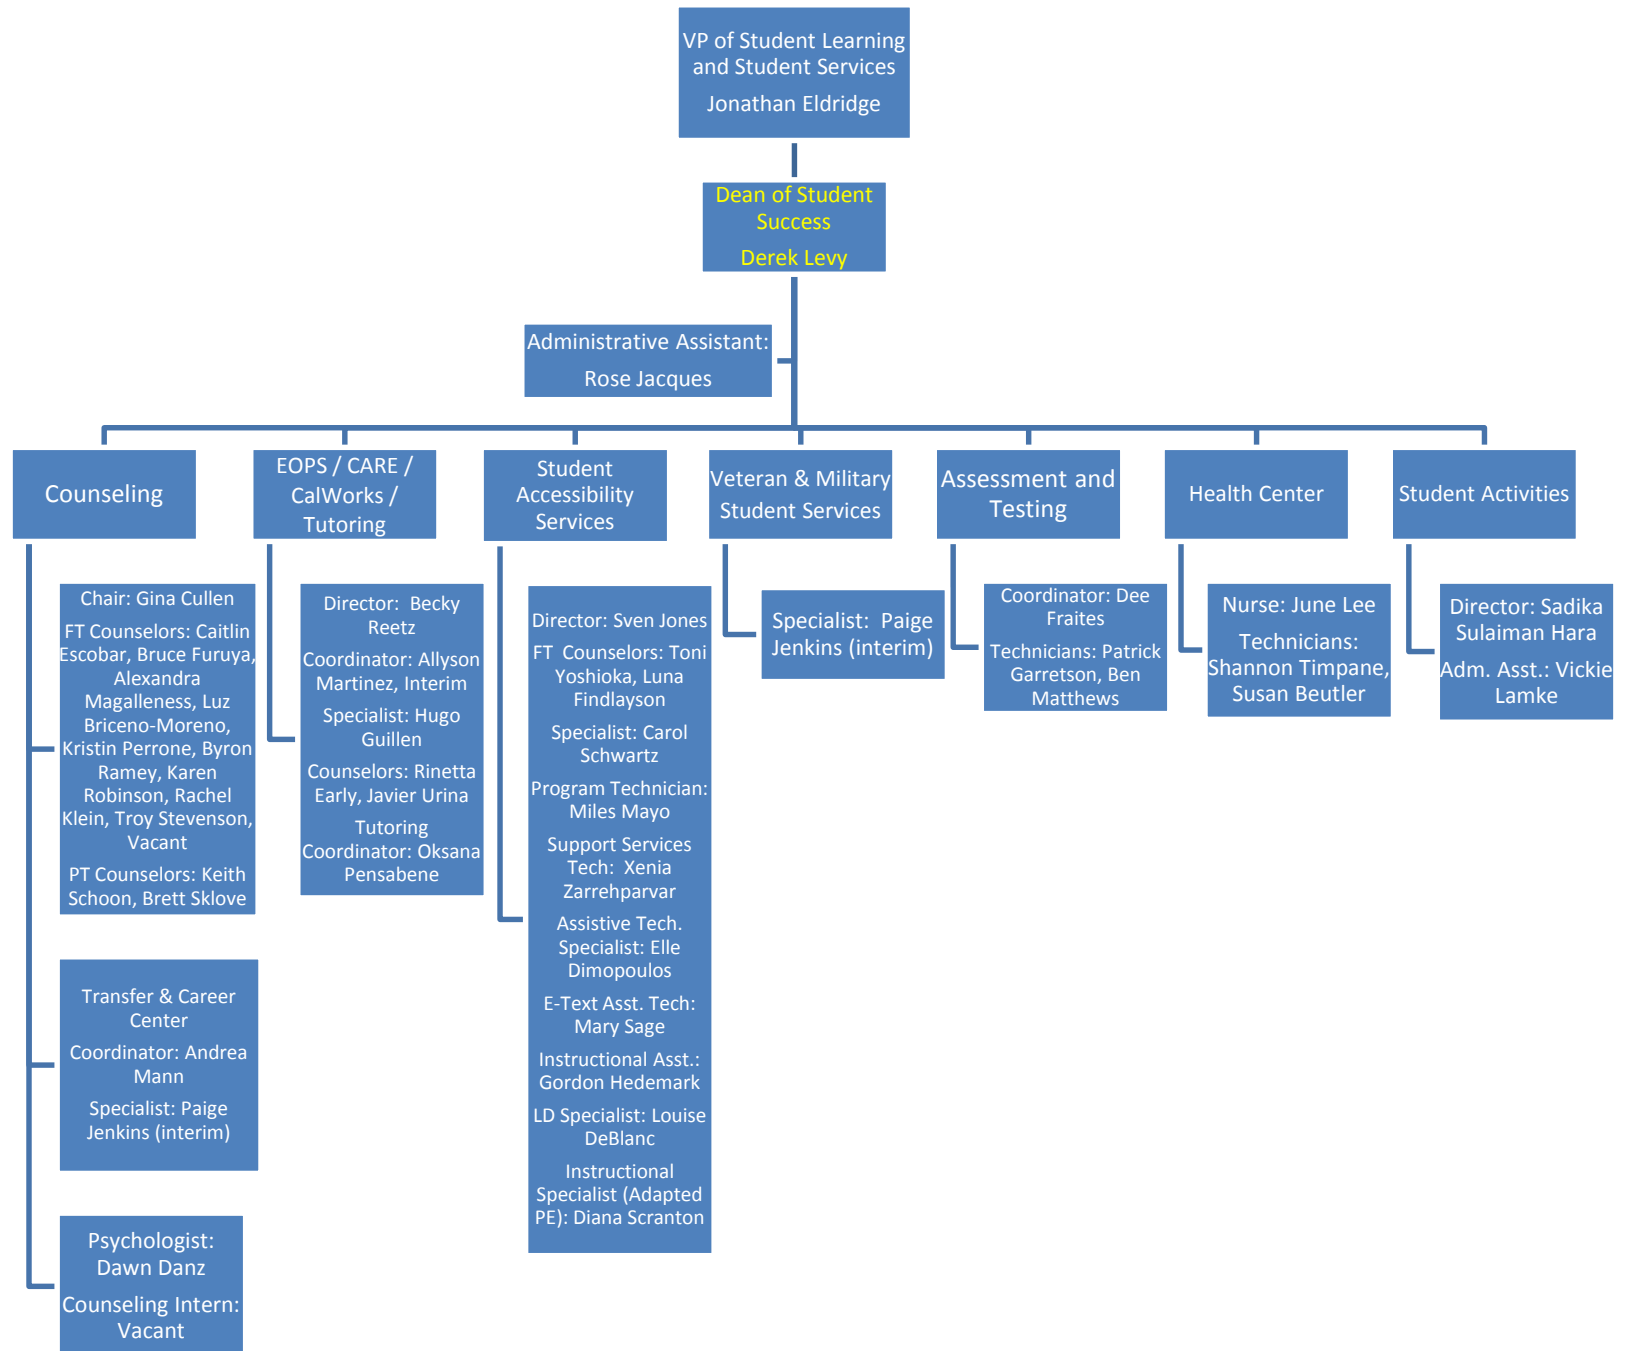 VP of Student Learning
and Student Services
Jonathan Eldridge
Dean of Student
Success
Derek Levy
Administrative Assistant:
Rose Jacques
Counseling
EOPS / CARE /
CalWorks /
Tutoring
Student
Accessibility
Services
Veteran & Military
Student Services
Assessment and
Testing
Health Center
Student Activities
Chair: Gina Cullen
FT Counselors: Caitlin
Escobar, Bruce Furuya,
Alexandra
Magalleness, Luz
Briceno-Moreno,
Kristin Perrone, Byron
Ramey, Karen
Robinson, Rachel
Klein, Troy Stevenson,
Vacant
PT Counselors: Keith
Schoon, Brett Sklove
Transfer & Career
Center
Coordinator: Andrea
Mann
Specialist: Paige
Jenkins (interim)
Psychologist:
Dawn Danz
Counseling Intern:
Vacant
Director:  Becky
Reetz
Coordinator: Allyson
Martinez, Interim
Specialist: Hugo
Guillen
Counselors: Rinetta
Early, Javier Urina
Tutoring
Coordinator: Oksana
Pensabene
Director: Sven Jones
FT  Counselors: Toni
Yoshioka, Luna
Findlayson
Specialist: Carol
Schwartz
Program Technician:
Miles Mayo
Support Services
Tech:  Xenia
Zarrehparvar
Assistive Tech.
Specialist: Elle
Dimopoulos
E-Text Asst. Tech:
Mary Sage
Instructional Asst.:
Gordon Hedemark
LD Specialist: Louise
DeBlanc
Instructional
Specialist (Adapted
PE): Diana Scranton
Specialist:  Paige
Jenkins (interim)
Coordinator: Dee
Fraites
Technicians: Patrick
Garretson, Ben
Matthews
Nurse: June Lee
Technicians:
Shannon Timpane,
Susan Beutler
Director: Sadika
Sulaiman Hara
Adm. Asst.: Vickie
Lamke